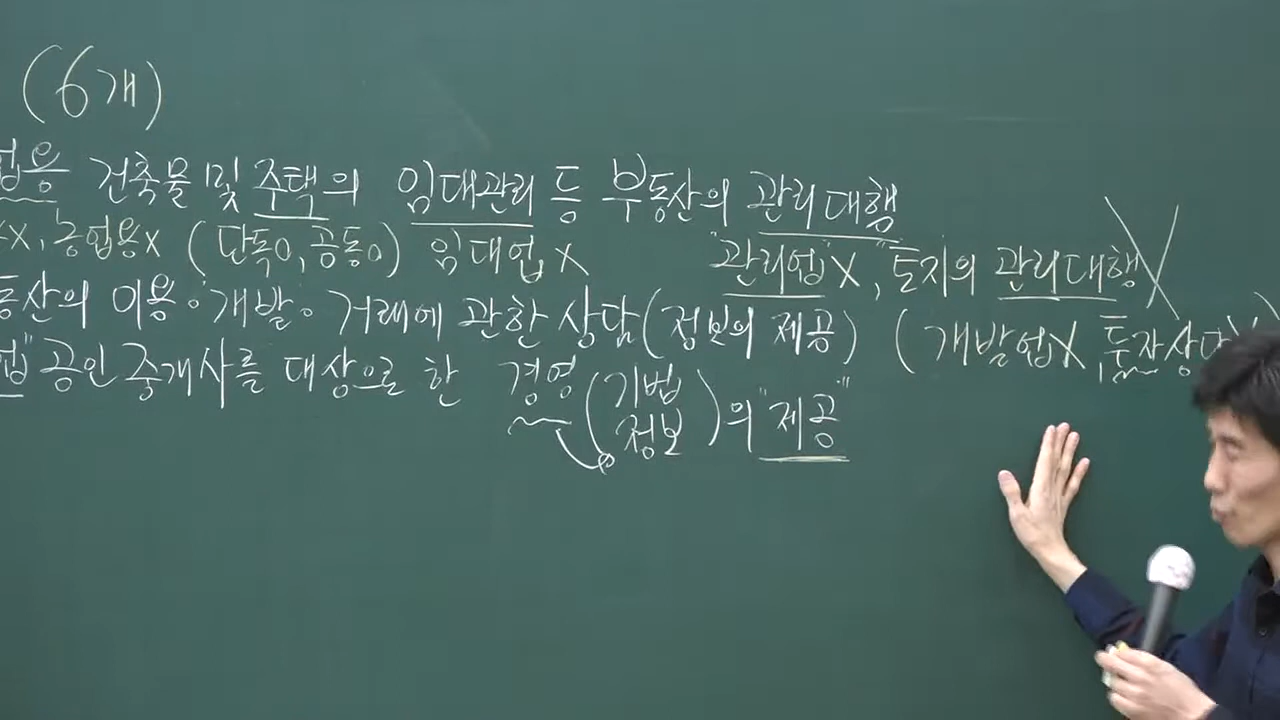 (6개)
업용 건축물 및 주택의 임대관리 등 부동산의 관리대행
X, 농업용X (단독O, 공동O) 임대업X "관리업"X, 토지의 관리대행X
동산의 이용。개발。거래에 관한 상담(정보의 제공) (개발업X, 투자상담X)
업" 공인중개사를 대상으로 한 경영(기법 정보)의 "제공"